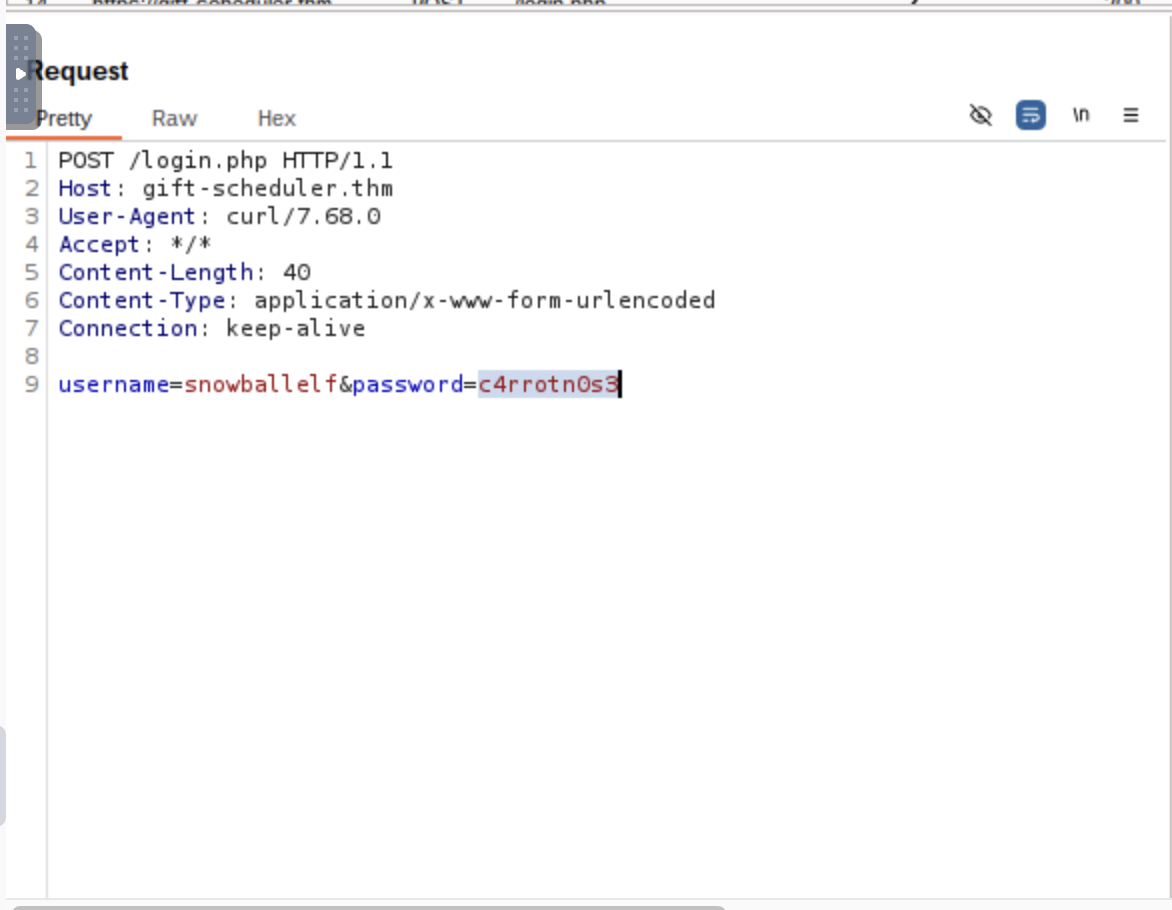 Request
Pretty Raw Hex \n
1 POST /login.php HTTP/1.1
2 Host: gift-scheduler.thm
3 User-Agent: curl/7.68.0
4 Accept: */*
5 Content-Length: 40
6 Content-Type: application/x-www-form-urlencoded
7 Connection: keep-alive
8
9 username=snowballelf&password=c4rrotn0s3